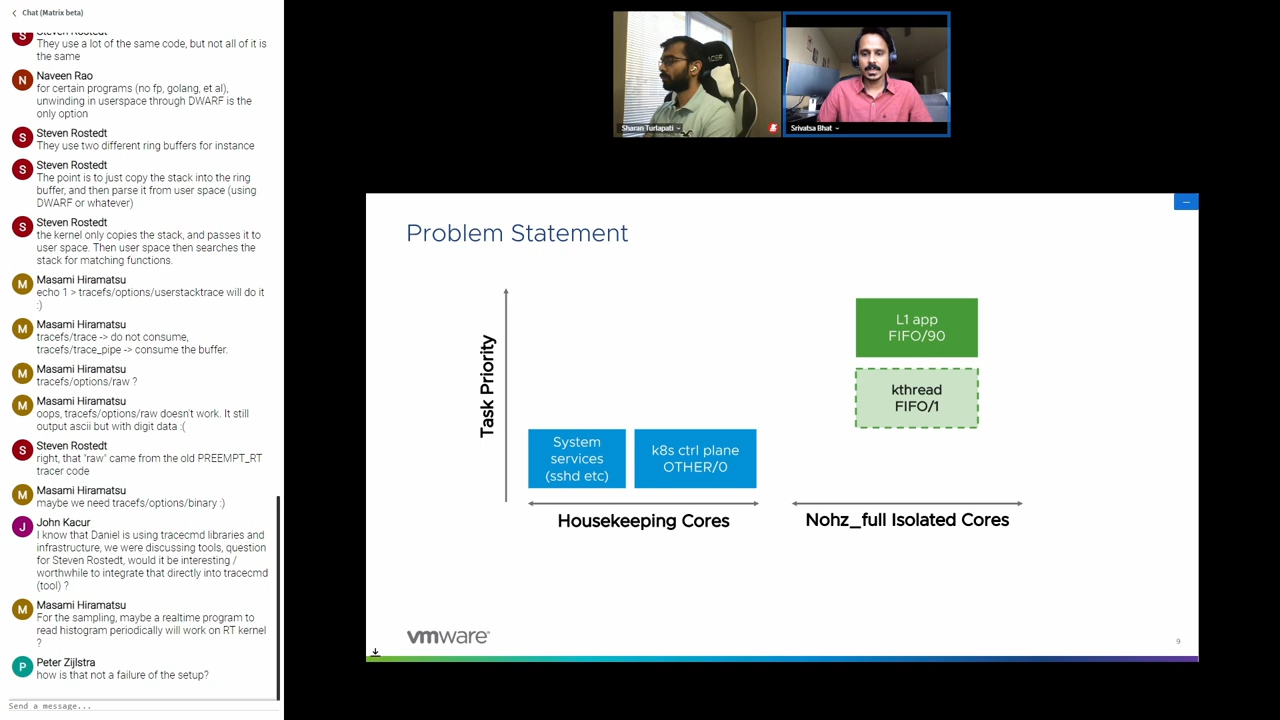 Chat (Matrix beta)
Steven Rostedt
They use a lot of the same code, but not all of it is
the same
Naveen Rao
for certain programs (no fp, golang, et al),
unwinding in userspace through DWARF is the
only option
Steven Rostedt
They use two different ring buffers for instance
Steven Rostedt
The point is to just copy the stack into the ring
buffer, and then parse it from user space (using
DWARF or whatever)
Steven Rostedt
the kernel only copies the stack, and passes it to
user space. Then user space then searches the
stack for matching functions.
Masami Hiramatsu
echo 1 > tracefs/options/userstacktrace will do it
:)
Masami Hiramatsu
tracefs/trace -> do not consume,
tracefs/trace_pipe -> consume the buffer.
Masami Hiramatsu
tracefs/options/raw ?
Masami Hiramatsu
oops, tracefs/options/raw doesn't work. It still
output ascii but with digit data :(
Steven Rostedt
right, that "raw" came from the old PREEMPT_RT
tracer code
Masami Hiramatsu
maybe we need tracefs/options/binary :)
John Kacur
I know that Daniel is using tracecmd libraries and
infrastructure, we were discussing tools, question
for Steven Rostedt, would it be interesting /
worthwhile to integrate that directly into tracecmd
(tool) ?
Masami Hiramatsu
For the sampling, maybe a realtime program to
read histogram periodically will work on RT kernel
?
Peter Zijlstra
how is that not a failure of the setup?
Send a message...
Sharan Turlapati
Srivatsa Bhat
Problem Statement
Task Priority
System
services
(sshd etc)
k8s ctrl plane
OTHER/0
Housekeeping Cores
L1 app
FIFO/90
kthread
FIFO/1
Nohz_full Isolated Cores
vmware
9